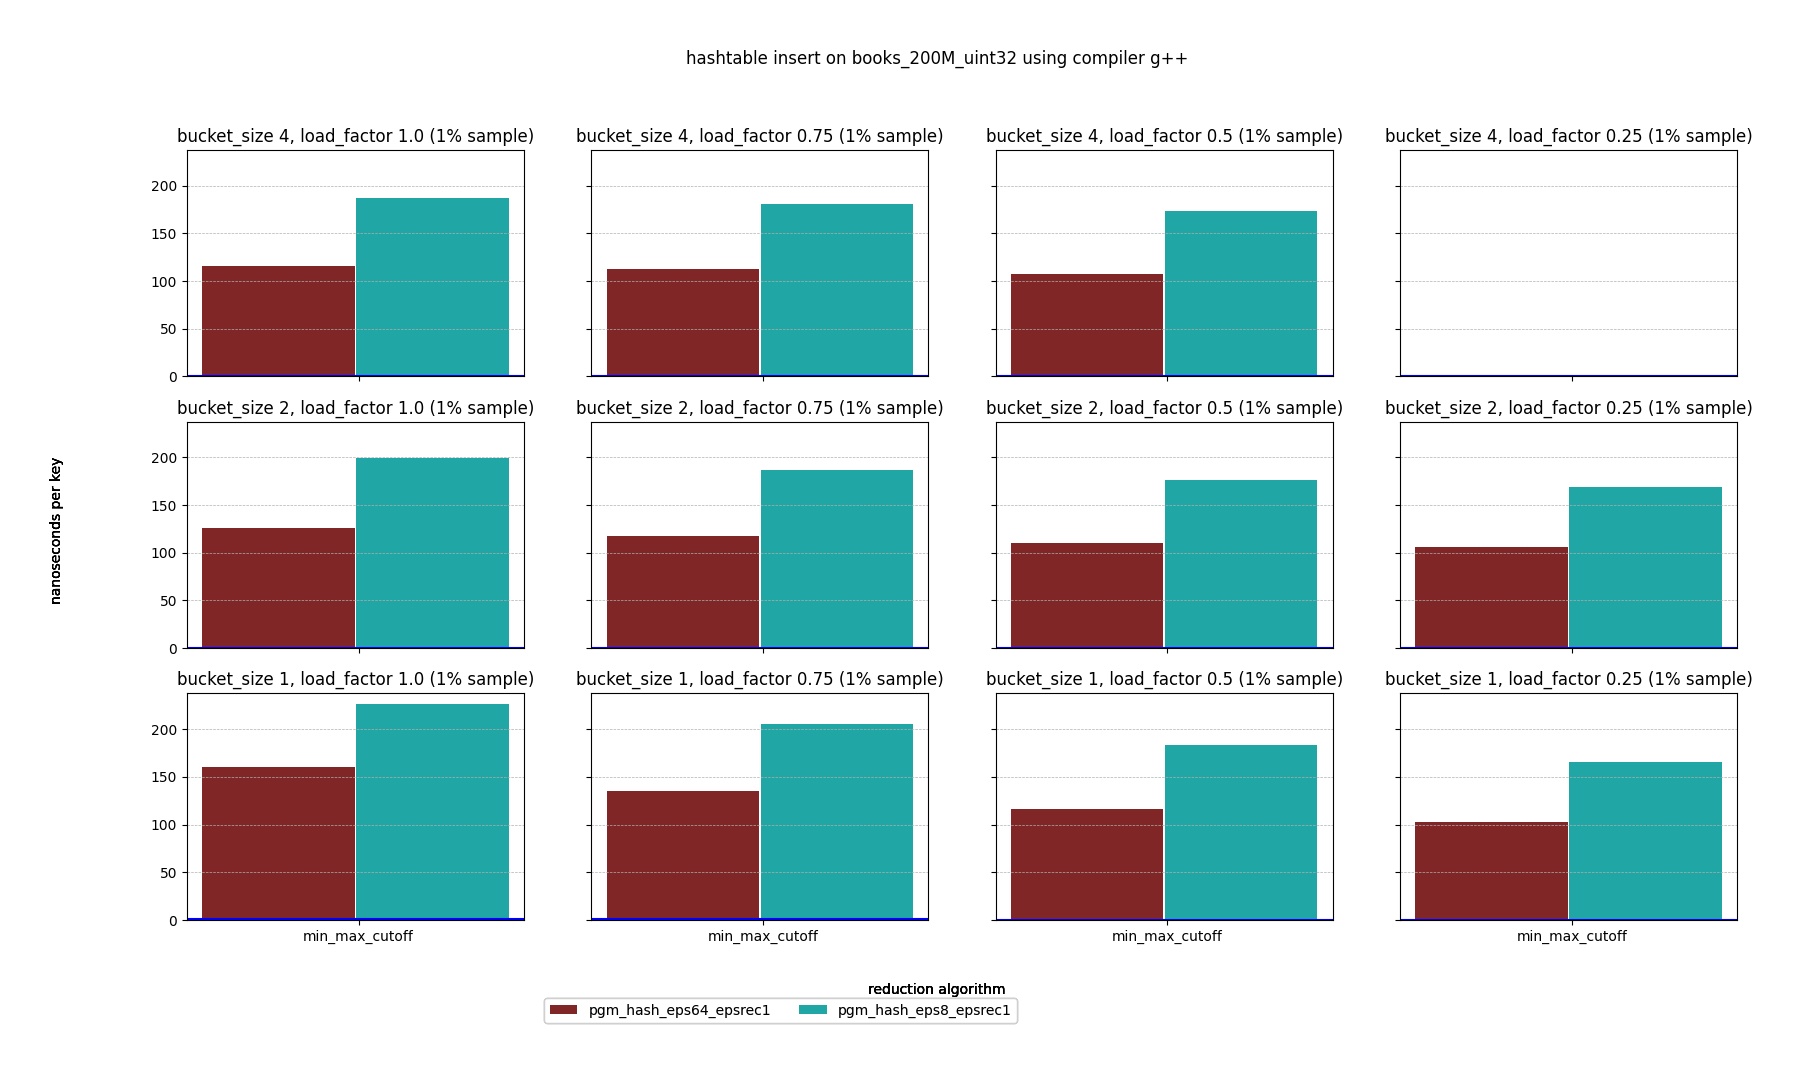 hashtable insert on books_200M_uint32 using compiler g++
bucket_size 4, load_factor 1.0 (1% sample)
bucket_size 4, load_factor 0.75 (1% sample)
bucket_size 4, load_factor 0.5 (1% sample)
bucket_size 4, load_factor 0.25 (1% sample)
200
150
100
50
0
bucket_size 2, load_factor 1.0 (1% sample)
bucket_size 2, load_factor 0.75 (1% sample)
bucket_size 2, load_factor 0.5 (1% sample)
bucket_size 2, load_factor 0.25 (1% sample)
200
150
100
50
0
nanoseconds per key
bucket_size 1, load_factor 1.0 (1% sample)
bucket_size 1, load_factor 0.75 (1% sample)
bucket_size 1, load_factor 0.5 (1% sample)
bucket_size 1, load_factor 0.25 (1% sample)
200
150
100
50
0
min_max_cutoff
min_max_cutoff
min_max_cutoff
min_max_cutoff
reduction algorithm
pgm_hash_eps64_epsrec1
pgm_hash_eps8_epsrec1